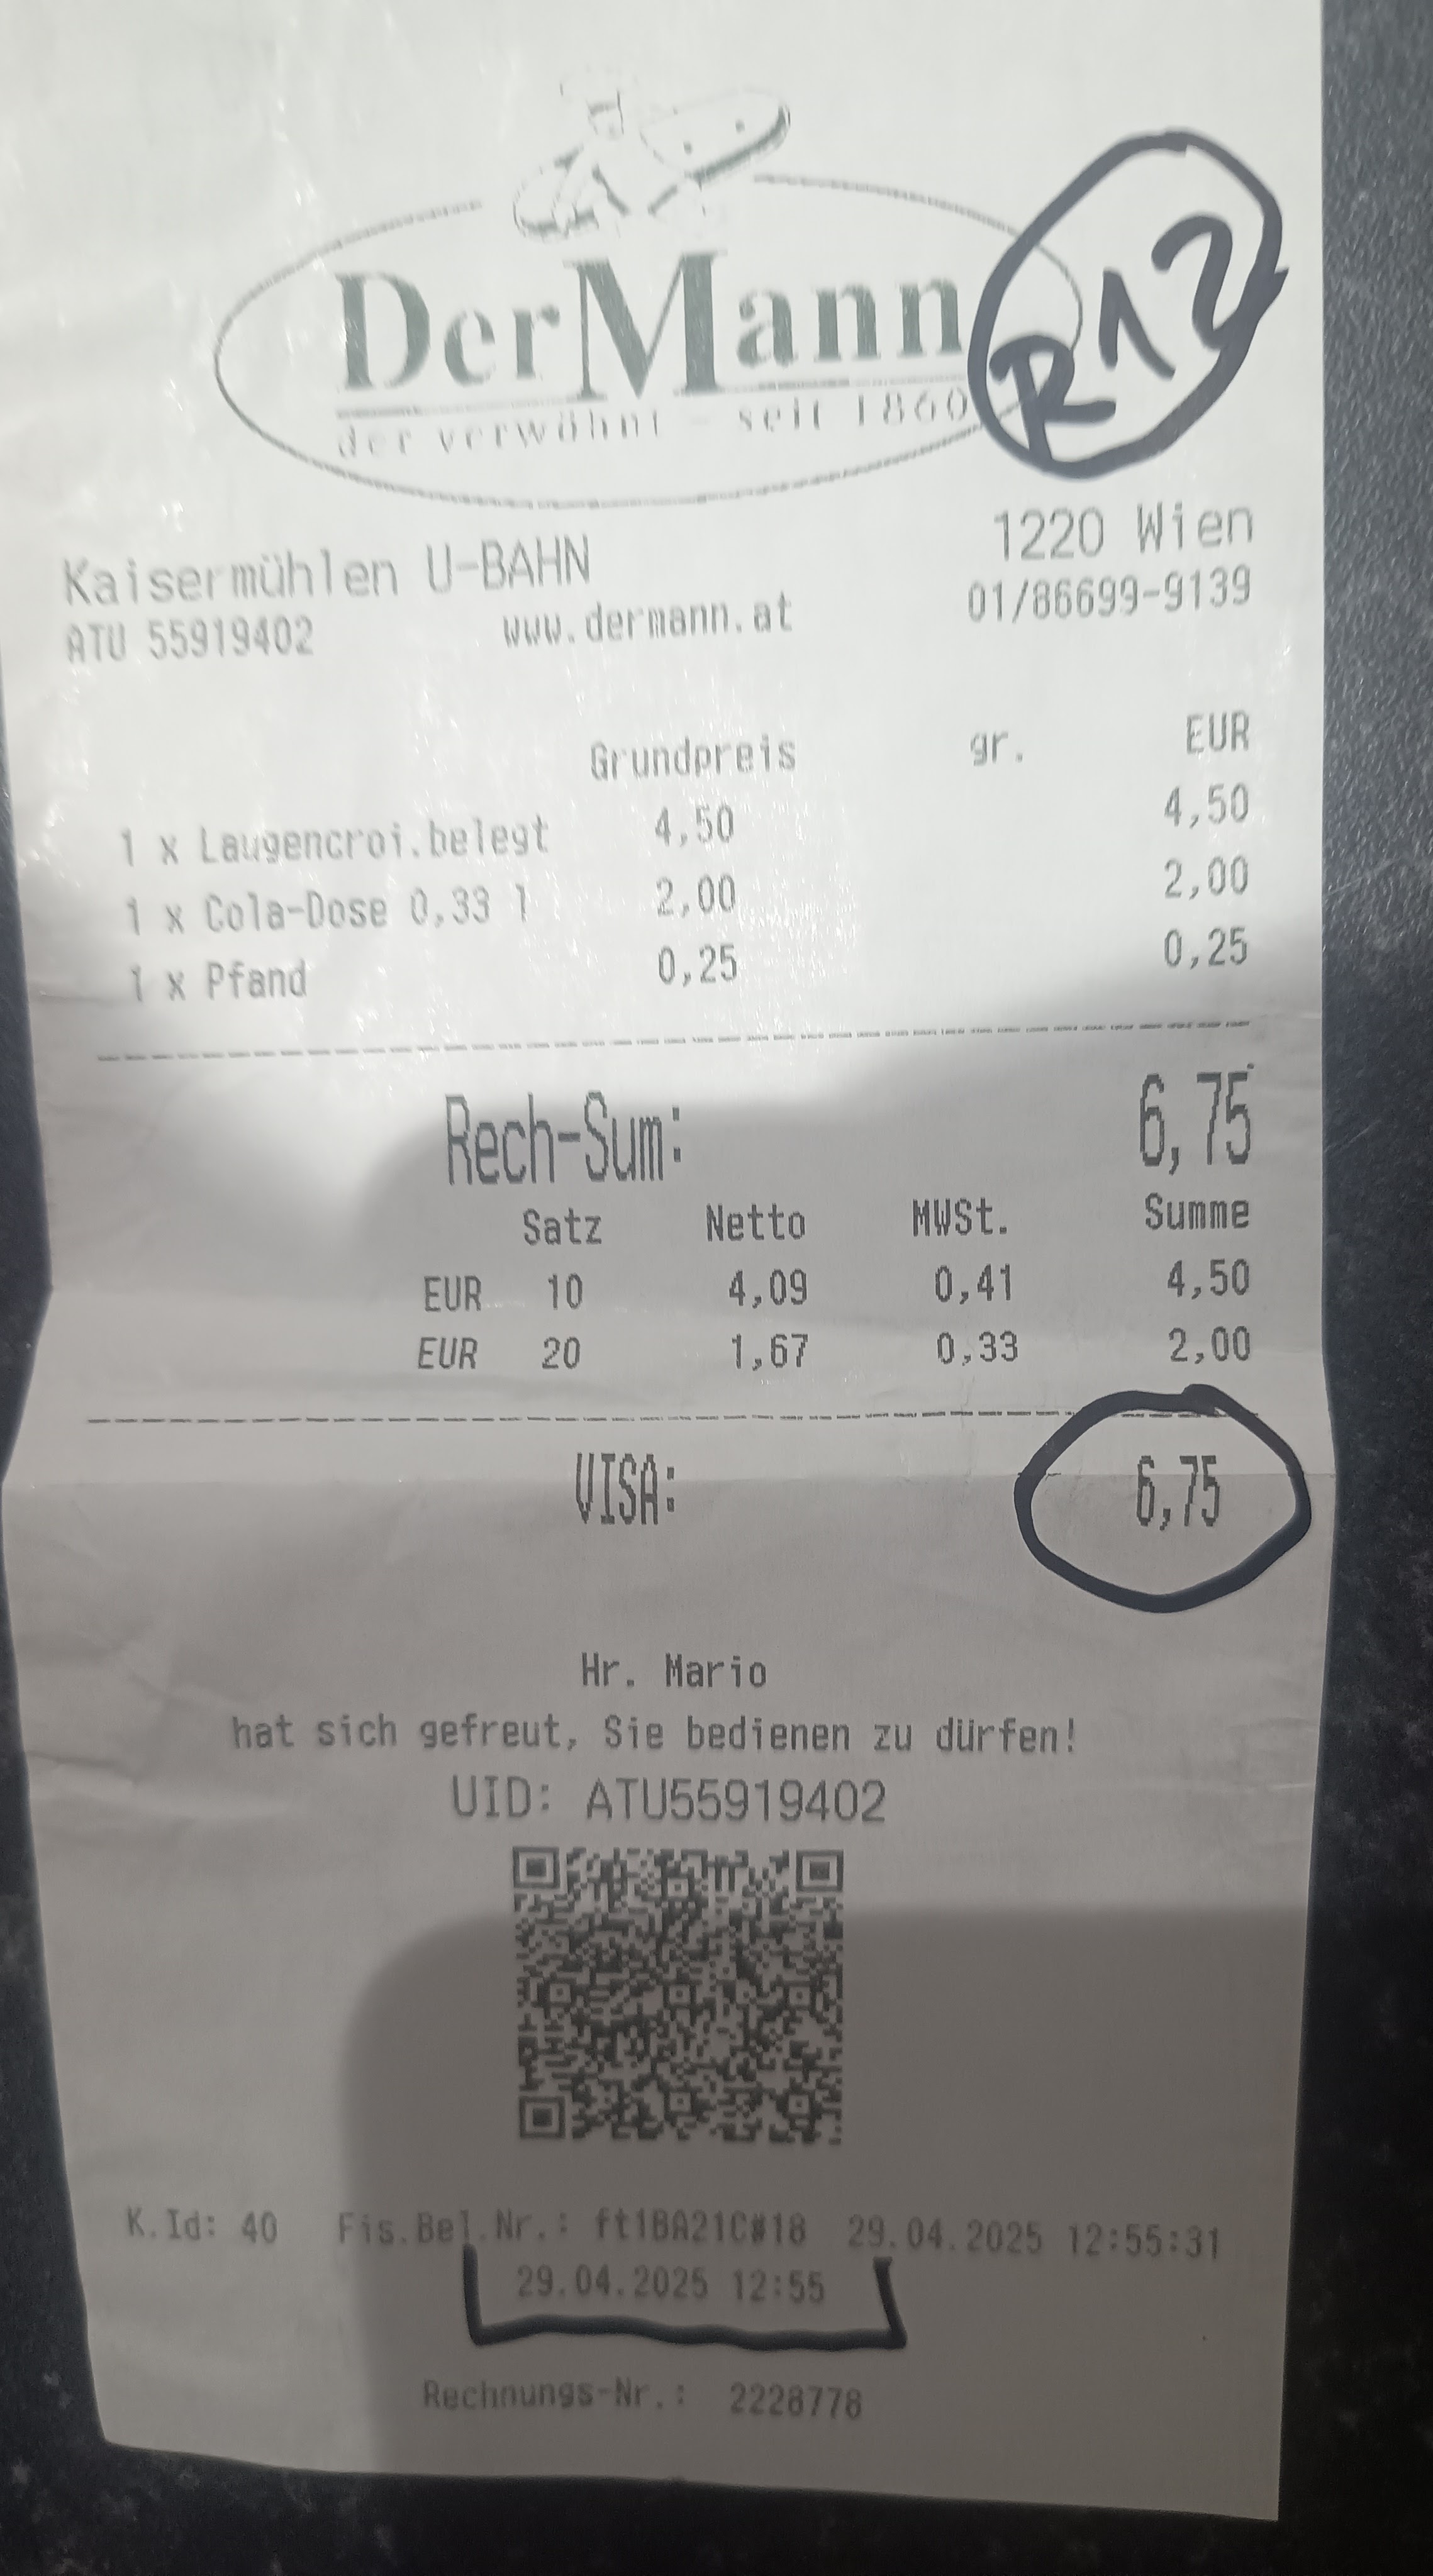 DerMann
der verwöhnt - seit 1860
R12
Kaisermühlen U-BAHN 1220 Wien
ATU 55919402 www.dermann.at 01/86699-9139
Grundpreis gr. EUR
1 x Laugencroi.belegt 4,50 4,50
1 x Cola-Dose 0,33 l 2,00 2,00
1 x Pfand 0,25 0,25
Rech-Sum: 6,75
Satz Netto MWSt. Summe
EUR 10 4,09 0,41 4,50
EUR 20 1,67 0,33 2,00
VISA: 6,75
Hr. Mario
hat sich gefreut, Sie bedienen zu dürfen!
UID: ATU55919402
K.Id: 40 Fis.Bel.Nr.: ft1BA21C#18 29.04.2025 12:55:31
29.04.2025 12:55
Rechnungs-Nr.: 2228778